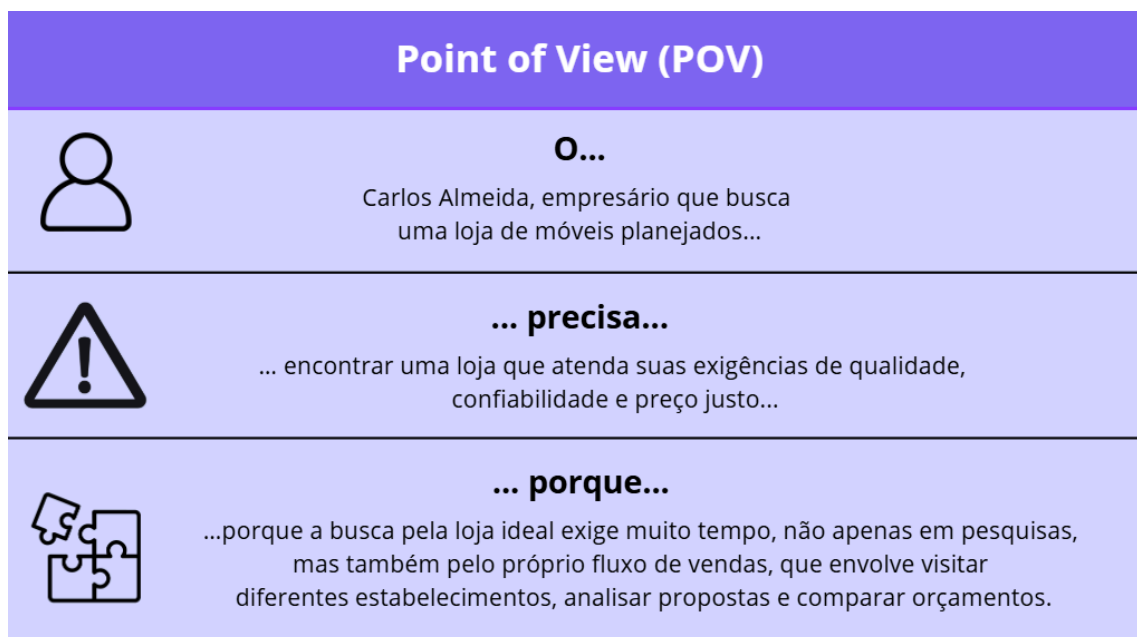 Point of View (POV)
O...
Carlos Almeida, empresário que busca
uma loja de móveis planejados...
... precisa...
... encontrar uma loja que atenda suas exigências de qualidade,
confiabilidade e preço justo...
... porque...
...porque a busca pela loja ideal exige muito tempo, não apenas em pesquisas,
mas também pelo próprio fluxo de vendas, que envolve visitar
diferentes estabelecimentos, analisar propostas e comparar orçamentos.